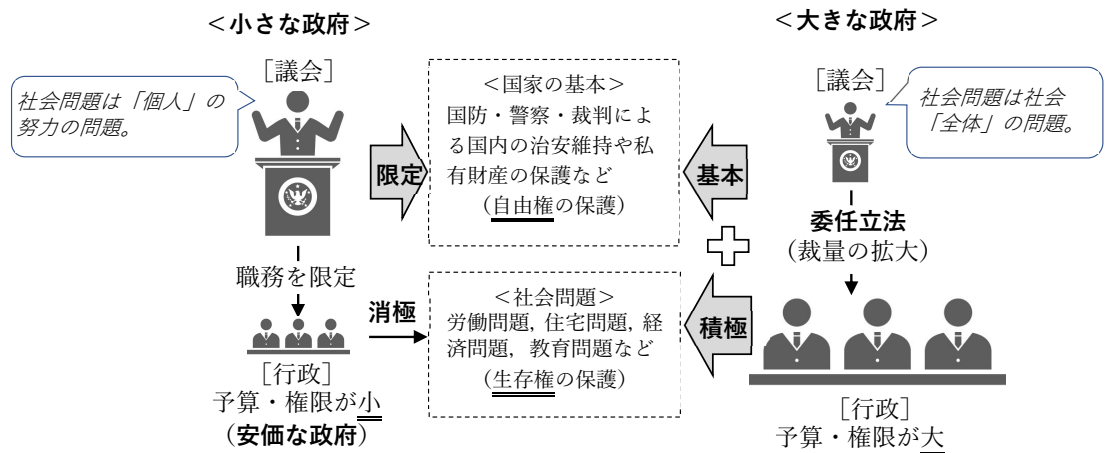 ＜小さな政府＞
［議会］
社会問題は「個人」の
努力の問題。
職務を限定
［行政］
予算・権限が小
（安価な政府）
限定
消極
＜国家の基本＞
国防・警察・裁判によ
る国内の治安維持や私
有財産の保護など
（自由権の保護）
＜社会問題＞
労働問題, 住宅問題, 経
済問題, 教育問題など
（生存権の保護）
基本
積極
＜大きな政府＞
［議会］
社会問題は社会
「全体」の問題。
委任立法
（裁量の拡大）
［行政］
予算・権限が大